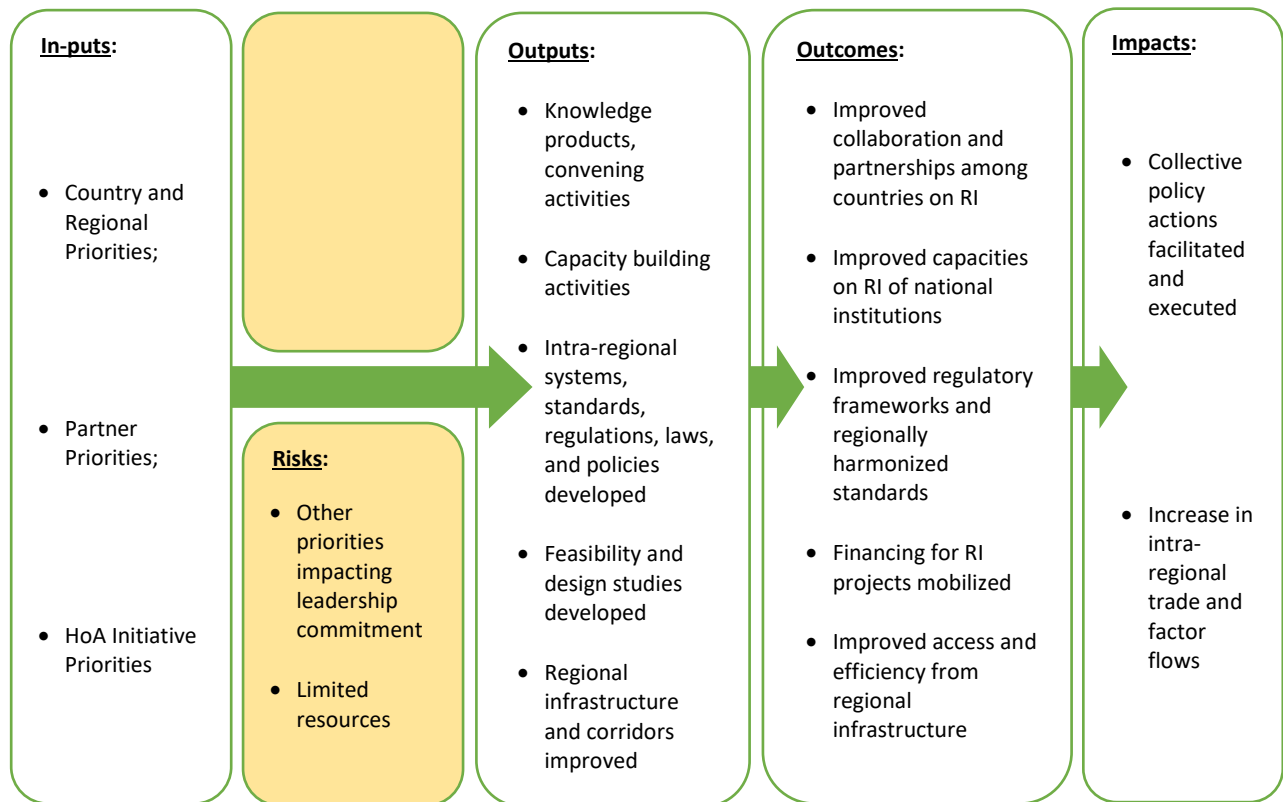 In-puts:
• Country and
Regional
Priorities;
• Partner
Priorities;
• HoA Initiative
Priorities
Risks:
• Other
priorities
impacting
leadership
commitment
• Limited
resources
Outputs:
• Knowledge
products,
convening
activities
• Capacity building
activities
• Intra-regional
systems,
standards,
regulations, laws,
and policies
developed
• Feasibility and
design studies
developed
• Regional
infrastructure
and corridors
improved
Outcomes:
• Improved
collaboration and
partnerships among
countries on RI
• Improved capacities
on RI of national
institutions
• Improved regulatory
frameworks and
regionally
harmonized
standards
• Financing for RI
projects mobilized
• Improved access and
efficiency from
regional
infrastructure
Impacts:
• Collective
policy
actions
facilitated
and
executed
• Increase in
intra-
regional
trade and
factor
flows